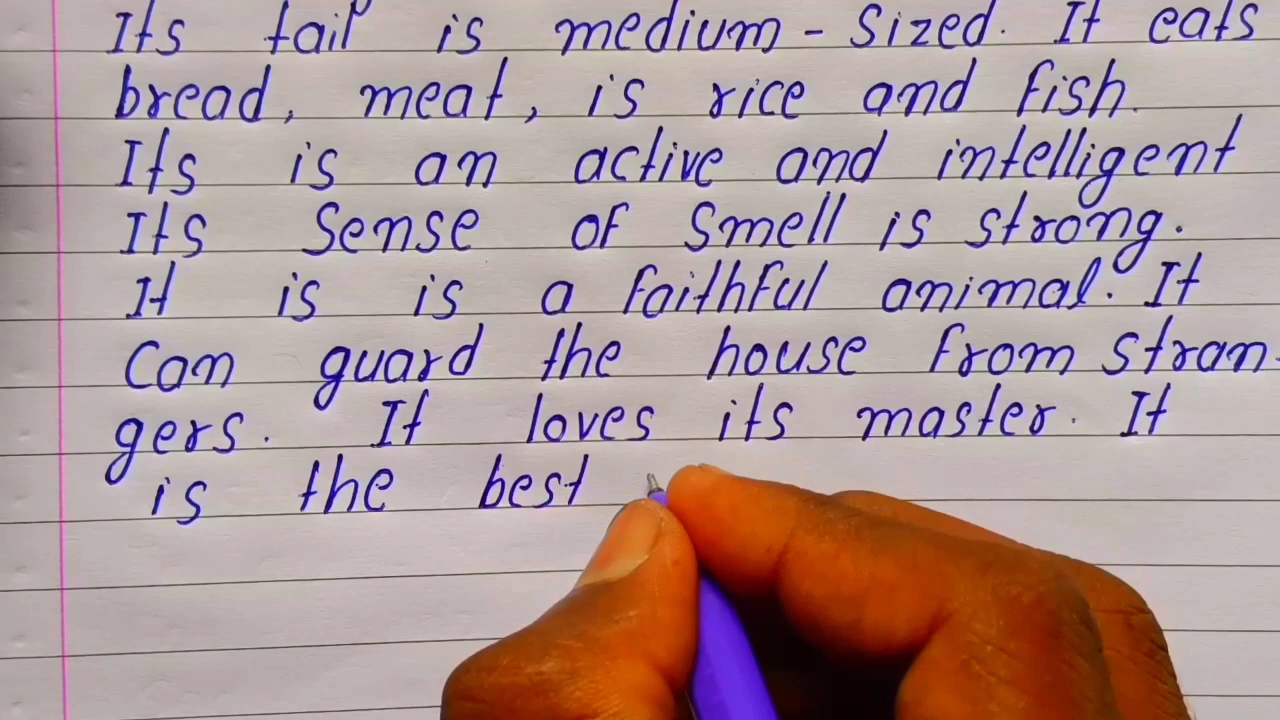 Its tail is medium - Sized. It eats
bread, meat, is rice and fish.
Its is an active and intelligent
Its Sense of Smell is strong.
It is is a faithful animal. It
Can guard the house from stran-
gers. It loves its master. It
is the best